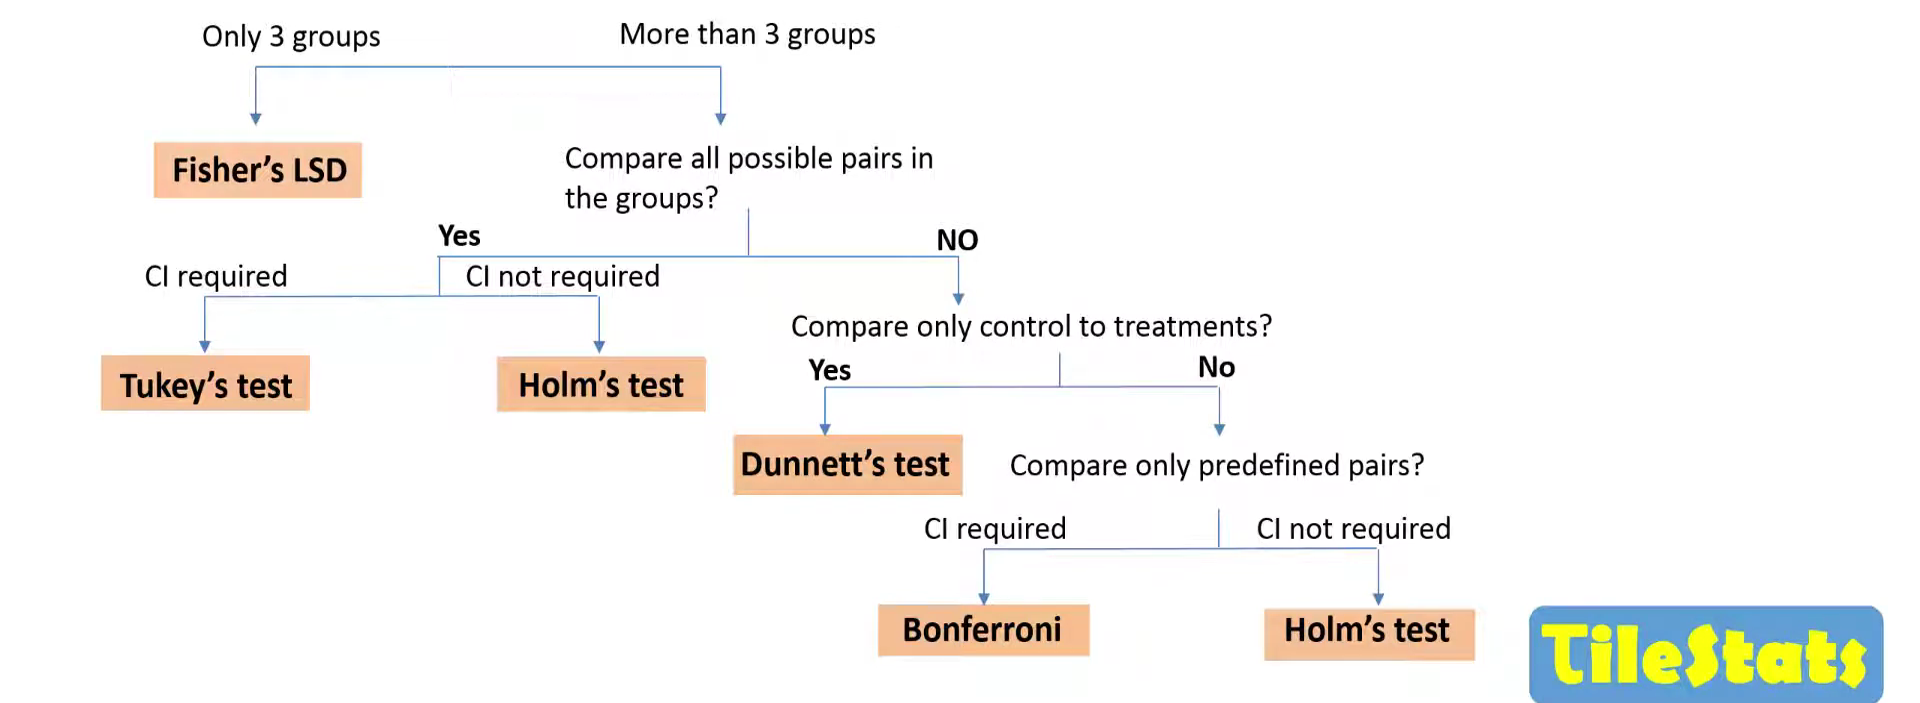 Only 3 groups
More than 3 groups
Fisher’s LSD
Compare all possible pairs in
the groups?
Yes
NO
CI required
CI not required
Compare only control to treatments?
Tukey’s test
Holm’s test
Yes
No
Dunnett’s test
Compare only predefined pairs?
CI required
CI not required
Bonferroni
Holm’s test
TileStats